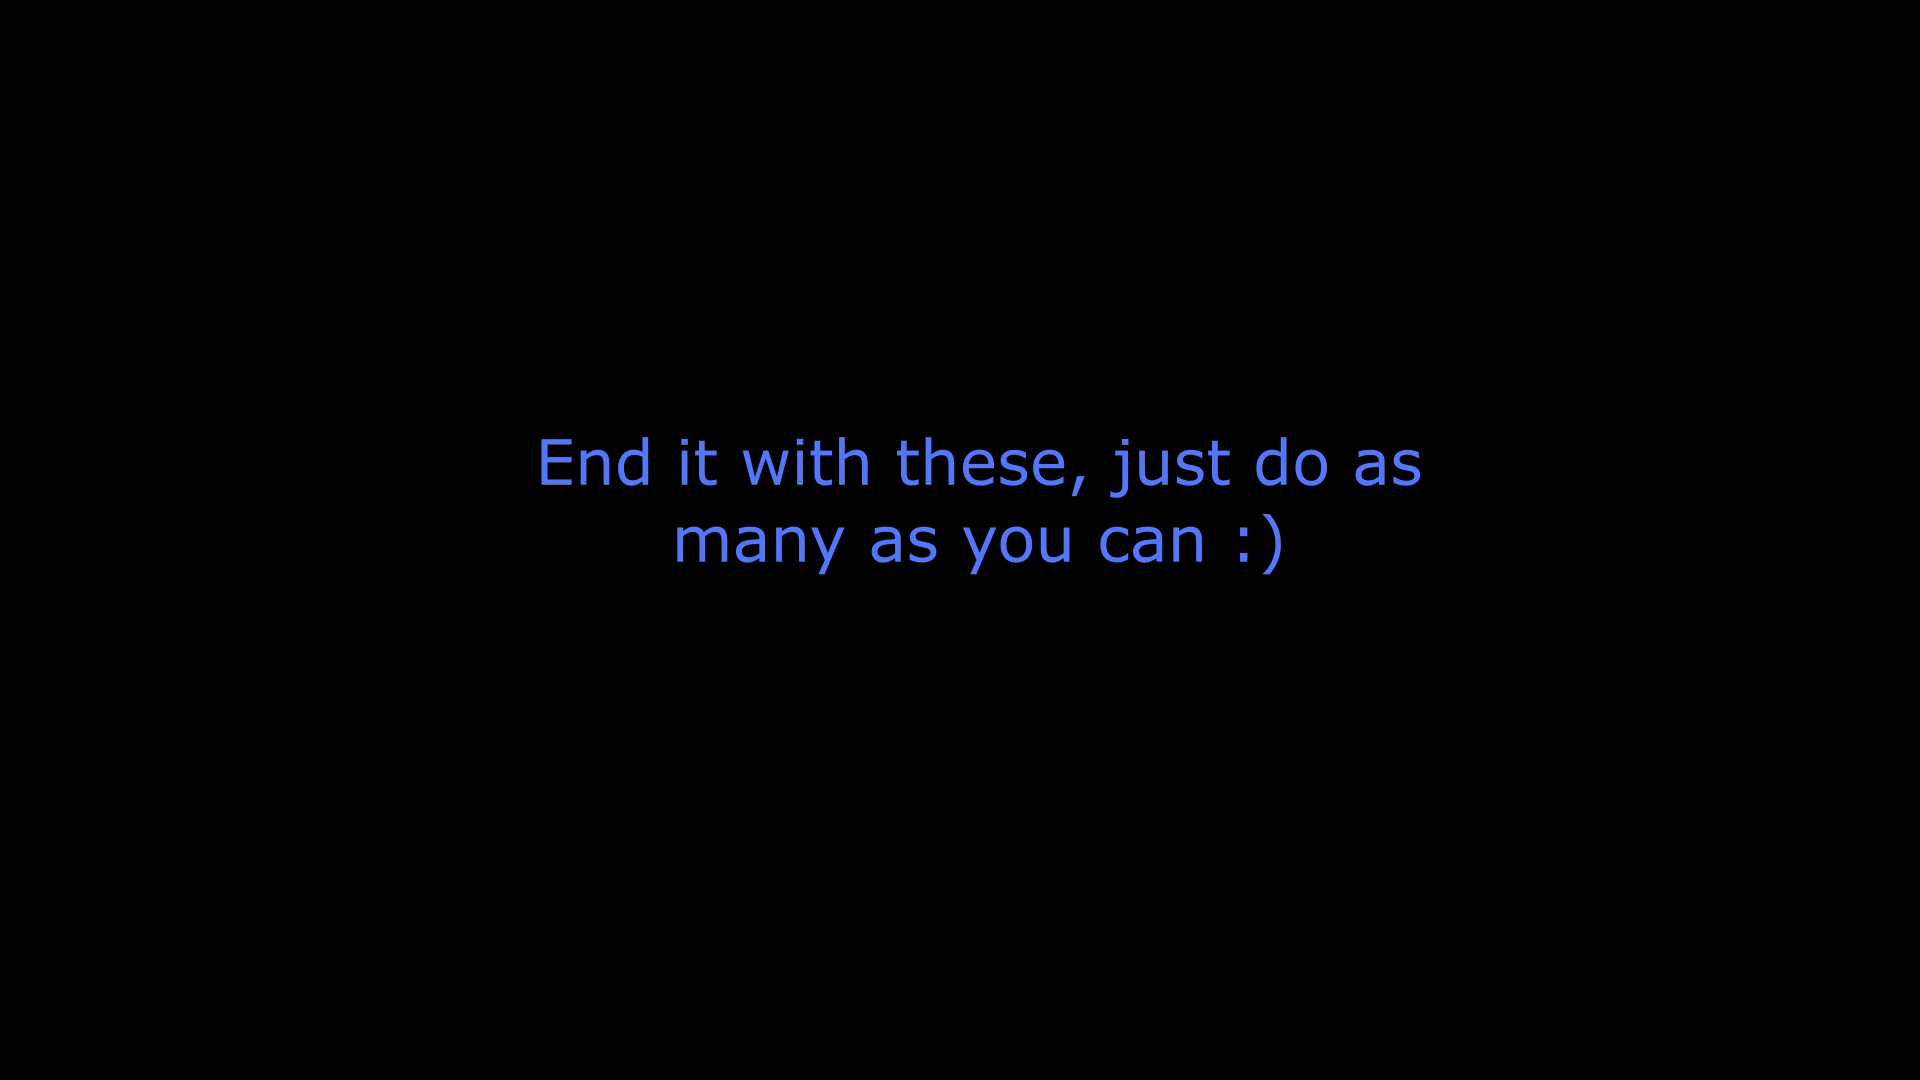 End it with these, just do as
many as you can :)